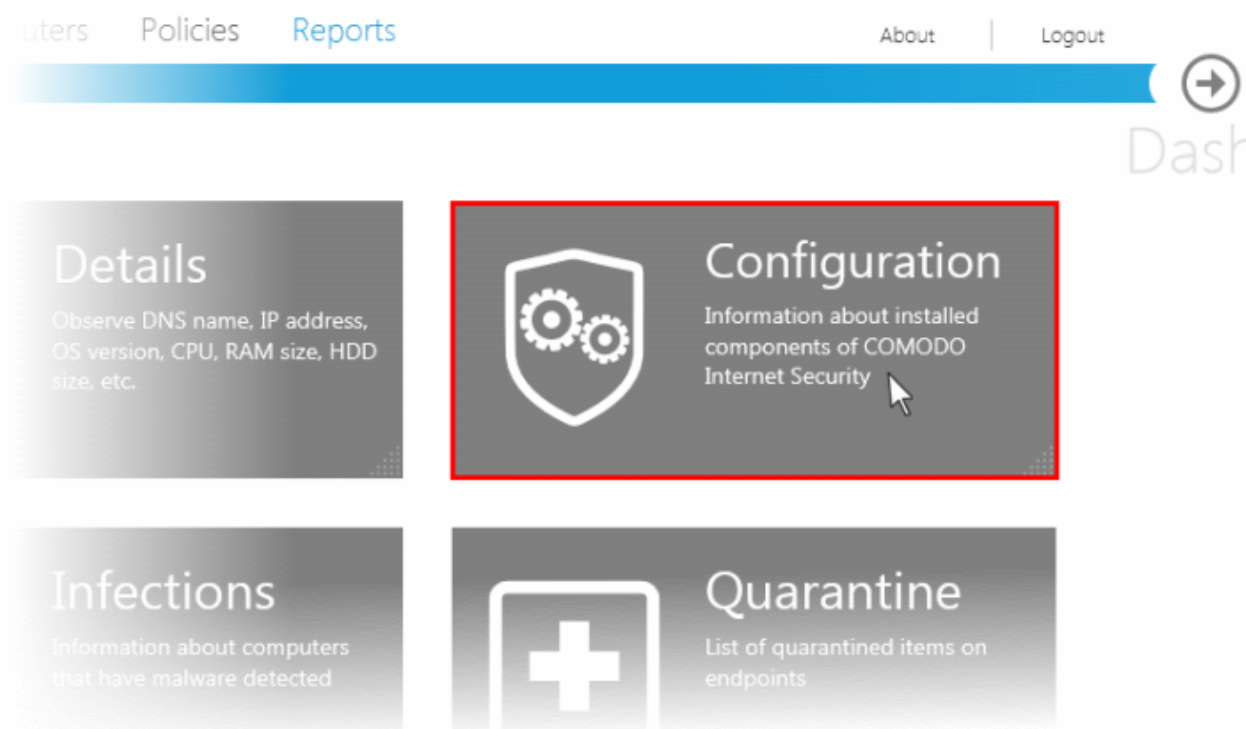 uters Policies Reports About Logout
Dash
Details
Observe DNS name, IP address,
OS version, CPU, RAM size, HDD
size, etc.
Configuration
Information about installed
components of COMODO
Internet Security
Infections
Information about computers
that have malware detected
Quarantine
List of quarantined items on
endpoints